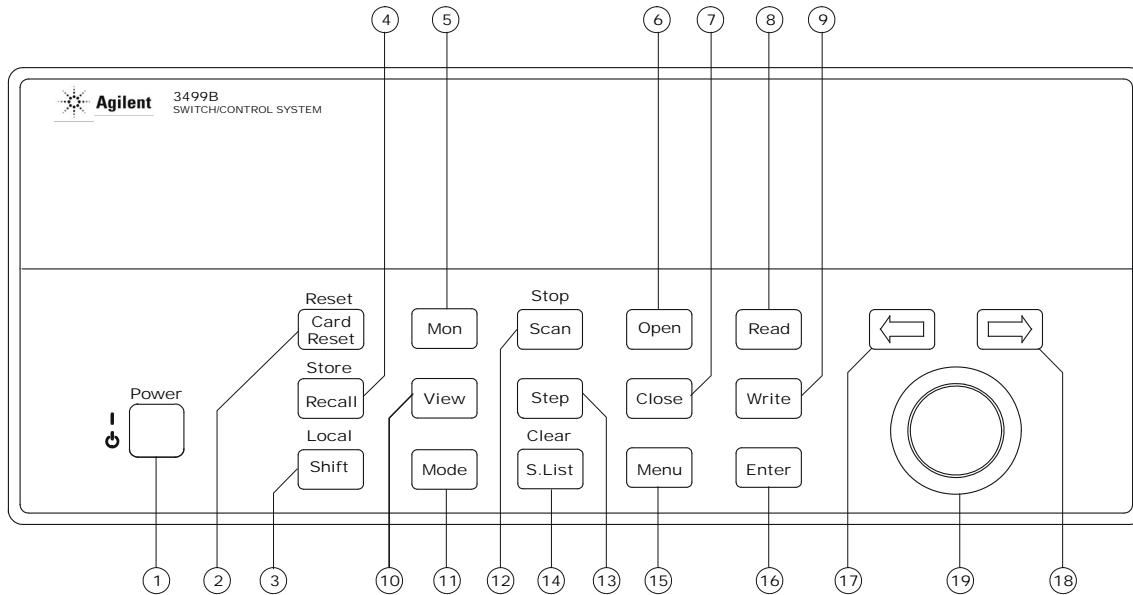 4 5 6 7 8 9
Agilent 3499B
SWITCH/CONTROL SYSTEM
Reset Stop
Card Reset Mon Scan Open Read
Store
Recall View Step Close Write
Power
Local Clear
Shift Mode S.List Menu Enter
1 2 3 10 11 12 14 13 15 16 17 19 18